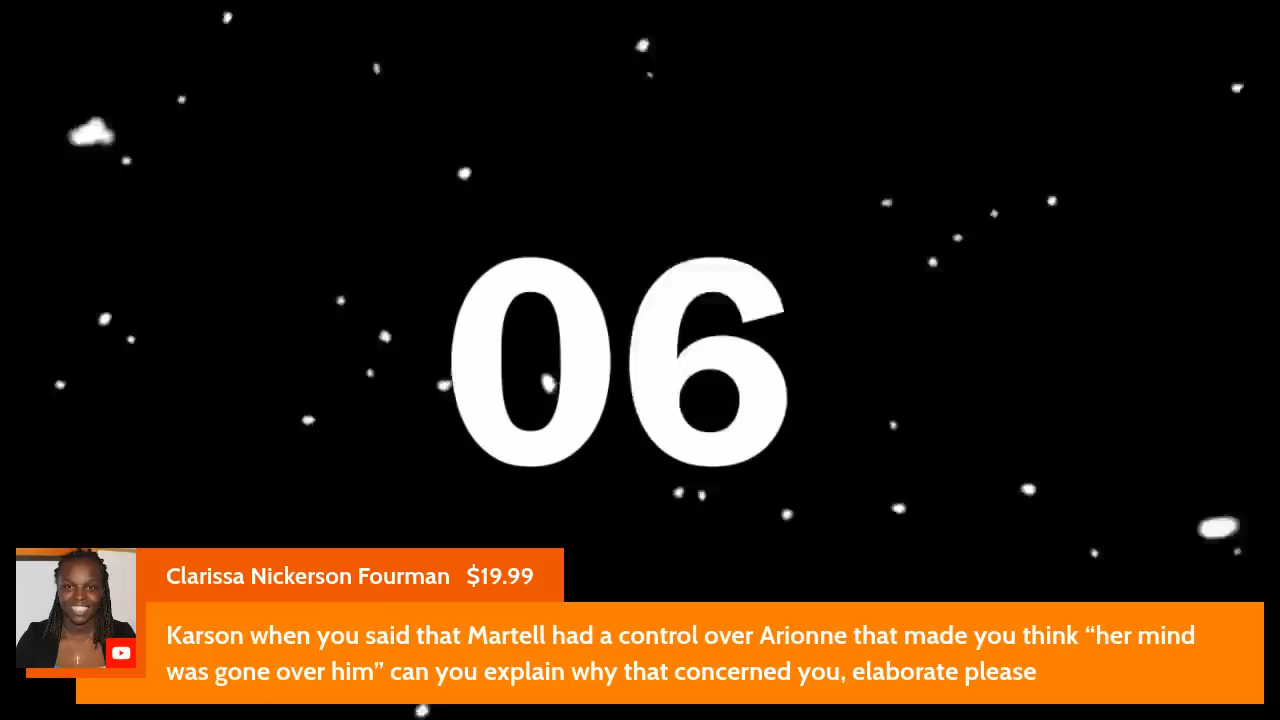 06
Clarissa Nickerson Fourman $19.99
Karson when you said that Martell had a control over Arionne that made you think “her mind
was gone over him” can you explain why that concerned you, elaborate please